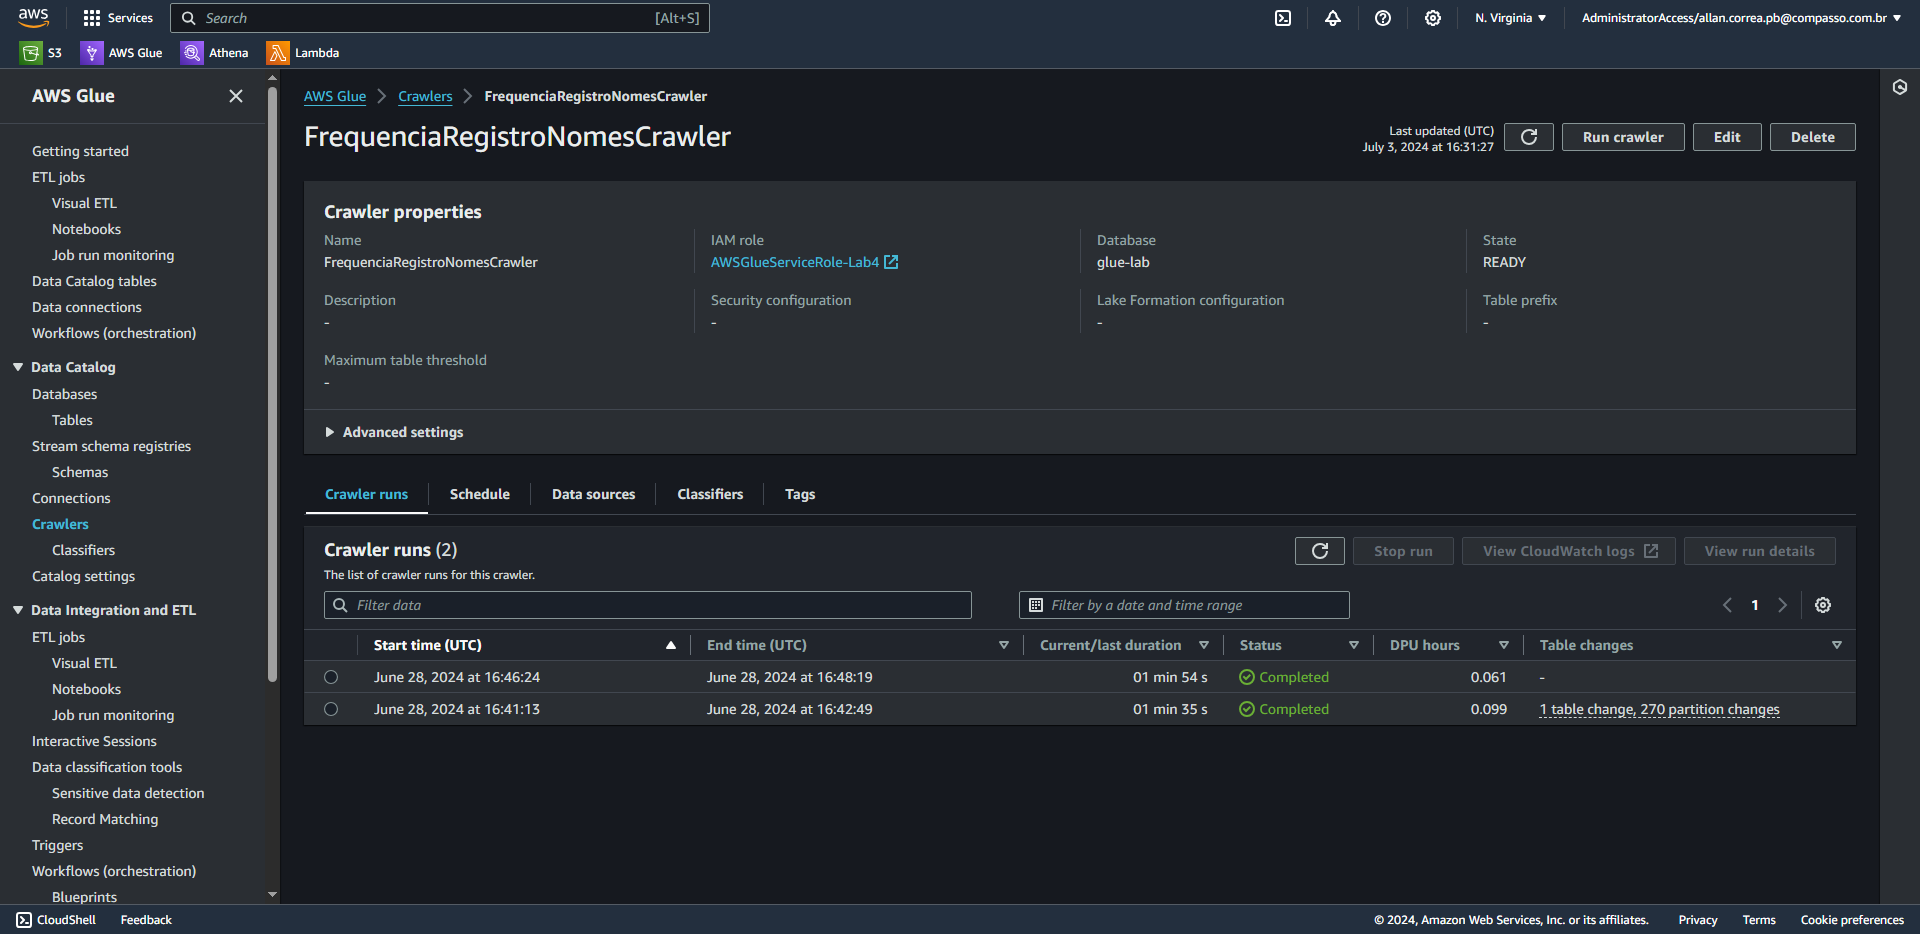 aws
Services
Search
[Alt+S]
N. Virginia
AdministratorAccess/allan.correa.pb@compasso.com.br
S3
AWS Glue
Athena
Lambda
AWS Glue
Getting started
ETL jobs
Visual ETL
Notebooks
Job run monitoring
Data Catalog tables
Data connections
Workflows (orchestration)
Data Catalog
Databases
Tables
Stream schema registries
Schemas
Connections
Crawlers
Classifiers
Catalog settings
Data Integration and ETL
ETL jobs
Visual ETL
Notebooks
Job run monitoring
Interactive Sessions
Data classification tools
Sensitive data detection
Record Matching
Triggers
Workflows (orchestration)
Blueprints
AWS Glue > Crawlers > FrequenciaRegistroNomesCrawler
FrequenciaRegistroNomesCrawler
Last updated (UTC)
July 3, 2024 at 16:31:27
Run crawler
Edit
Delete
Crawler properties
Name
FrequenciaRegistroNomesCrawler
IAM role
AWSGlueServiceRole-Lab4
Database
glue-lab
State
READY
Description
-
Security configuration
-
Lake Formation configuration
-
Table prefix
-
Maximum table threshold
-
Advanced settings
Crawler runs
Schedule
Data sources
Classifiers
Tags
Crawler runs (2)
The list of crawler runs for this crawler.
Stop run
View CloudWatch logs
View run details
Filter data
Filter by a date and time range
1
Start time (UTC) End time (UTC) Current/last duration Status DPU hours Table changes
June 28, 2024 at 16:46:24 June 28, 2024 at 16:48:19 01 min 54 s Completed 0.061 -
June 28, 2024 at 16:41:13 June 28, 2024 at 16:42:49 01 min 35 s Completed 0.099 1 table change, 270 partition changes
CloudShell
Feedback
© 2024, Amazon Web Services, Inc. or its affiliates.
Privacy
Terms
Cookie preferences